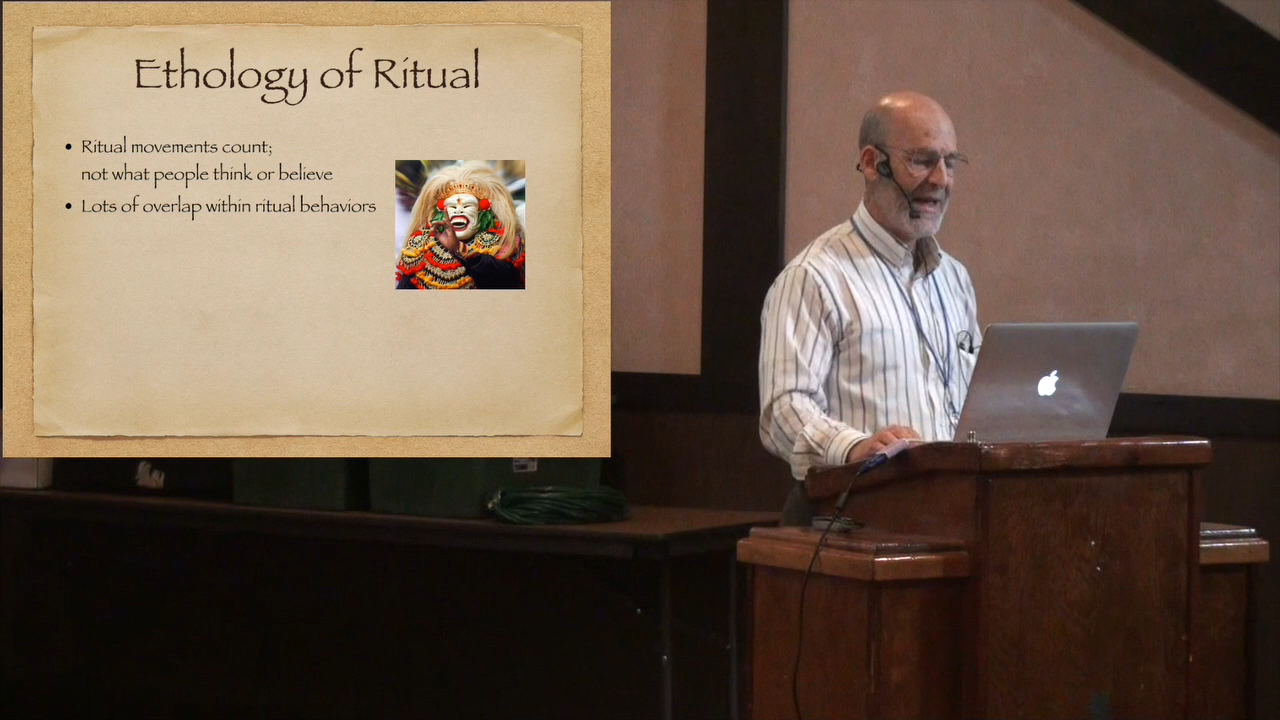 Ethology of Ritual
• Ritual movements count;
not what people think or believe
• Lots of overlap within ritual behaviors